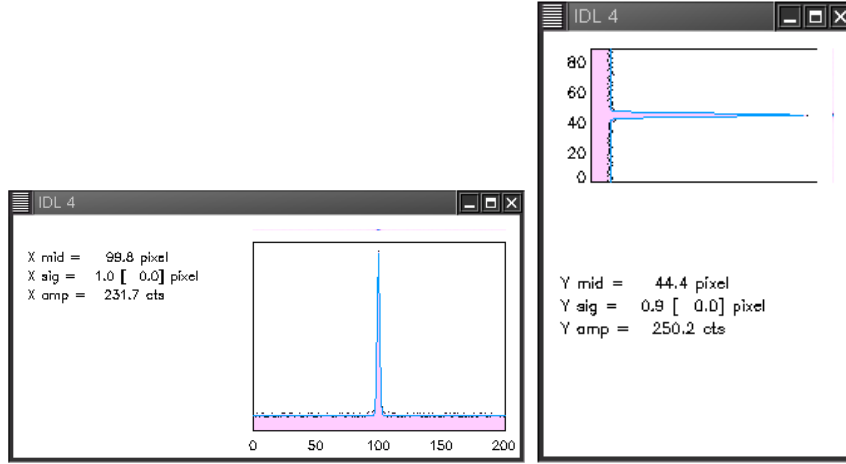 IDL 4
X mid = 99.8 pixel
X sig = 1.0 [ 0.0] pixel
X amp = 231.7 cts
0 50 100 150 200
IDL 4
80
60
40
20
0
Y mid = 44.4 pixel
Y sig = 0.9 [ 0.0] pixel
Y amp = 250.2 cts